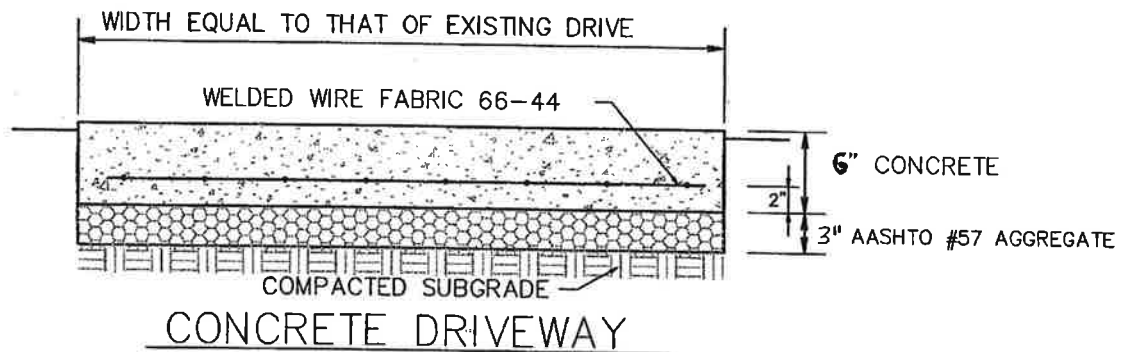 WIDTH EQUAL TO THAT OF EXISTING DRIVE
WELDED WIRE FABRIC 66-44
6" CONCRETE
2"
3" AASHTO #57 AGGREGATE
COMPACTED SUBGRADE
CONCRETE DRIVEWAY